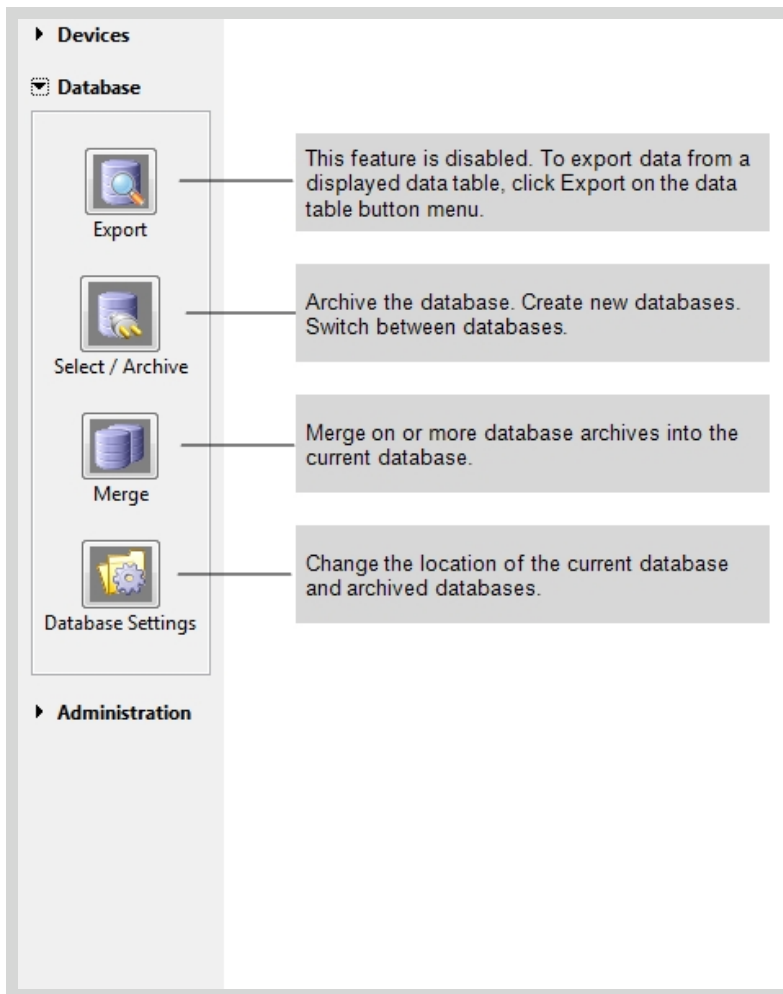 Devices
Database
Export
This feature is disabled. To export data from a
displayed data table, click Export on the data
table button menu.
Select / Archive
Archive the database. Create new databases.
Switch between databases.
Merge
Merge on or more database archives into the
current database.
Database Settings
Change the location of the current database
and archived databases.
Administration